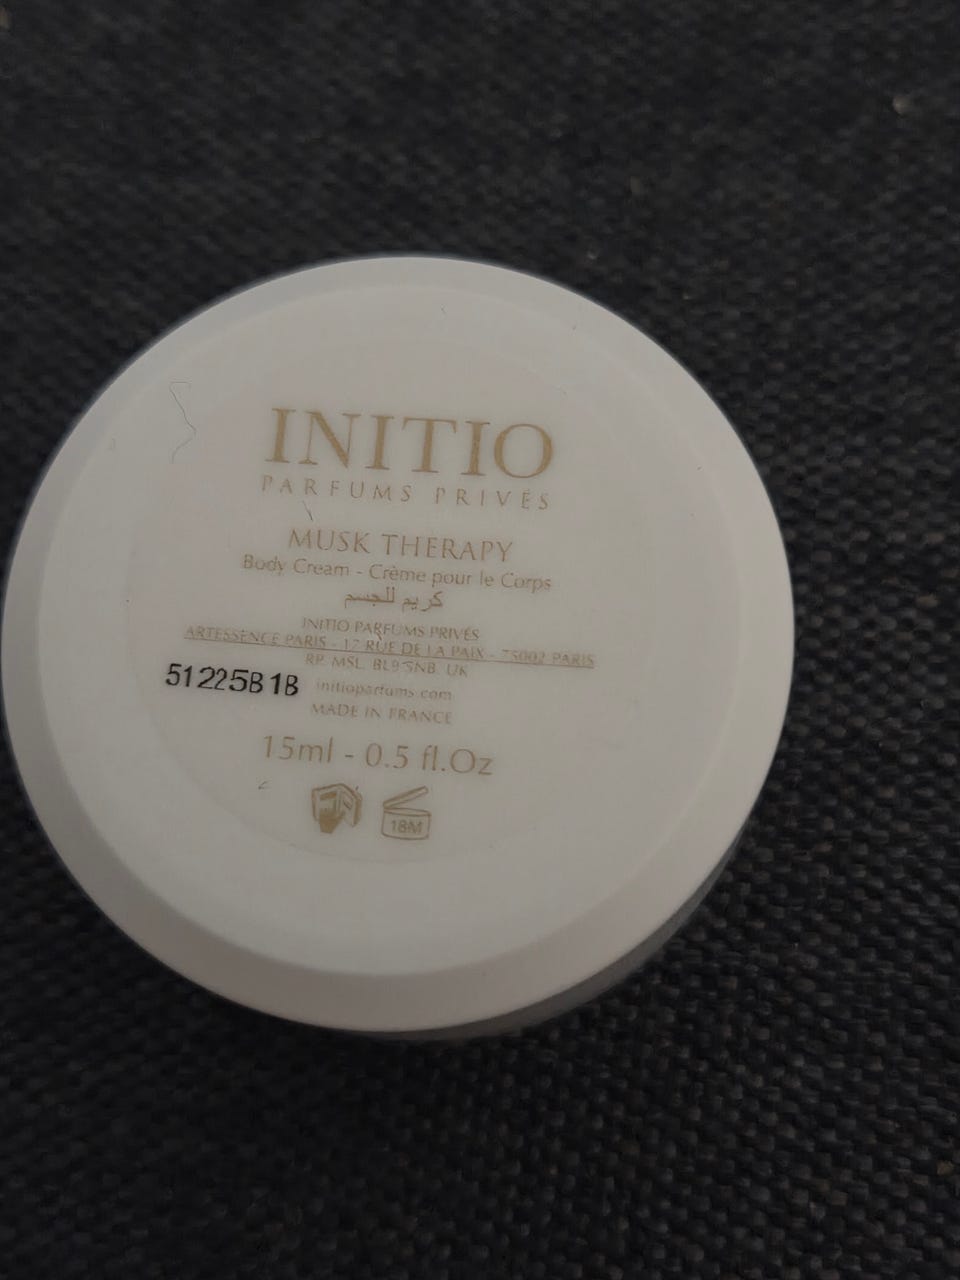 INITIO
PARFUMS PRIVÉS
MUSK THERAPY
Body Cream - Crème pour le Corps
كريم للجسم
INITIO PARFUMS PRIVÉS
ARTESSENCE PARIS - 17 RUE DE LA PAIX - 75002 PARIS
RP. MSL. BL9 5NB. UK
51225B1B initioparfums.com
MADE IN FRANCE
15ml - 0.5 fl.Oz
18M